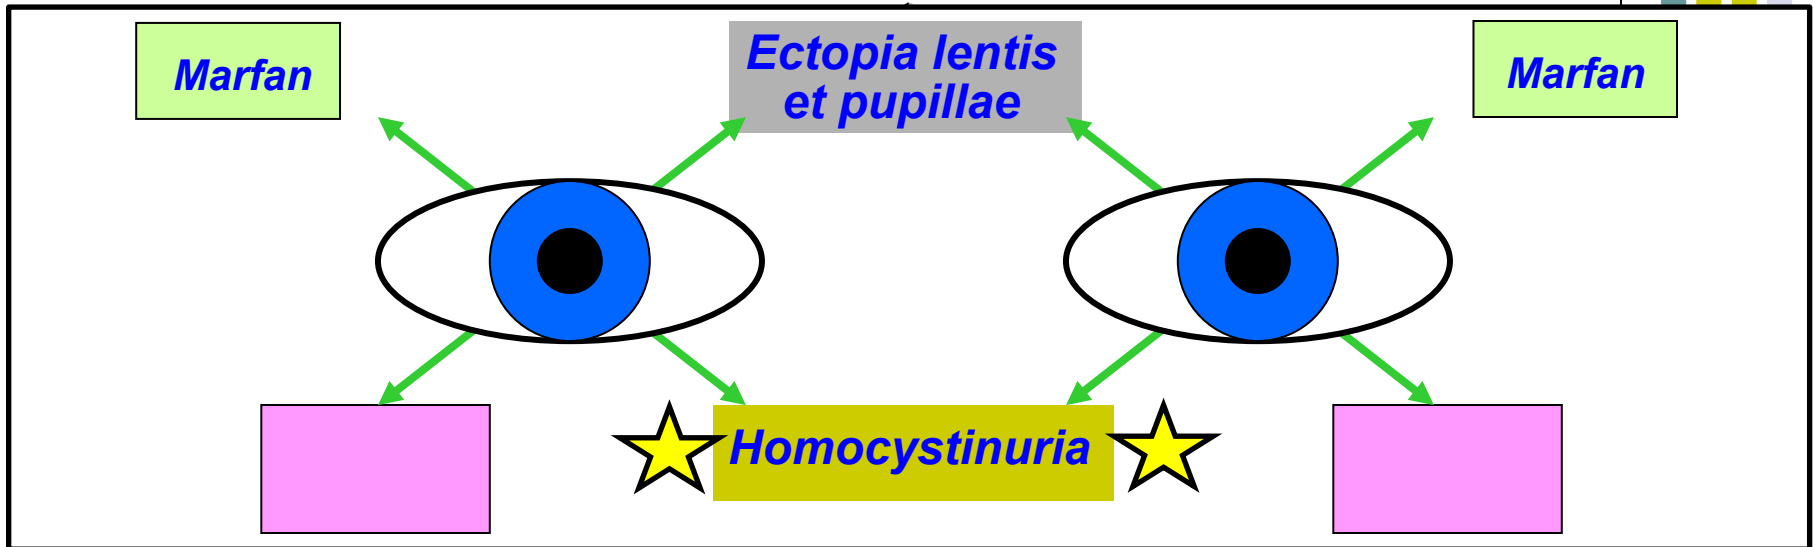 Marfan
Ectopia lentis
et pupillae
Marfan
Homocystinuria